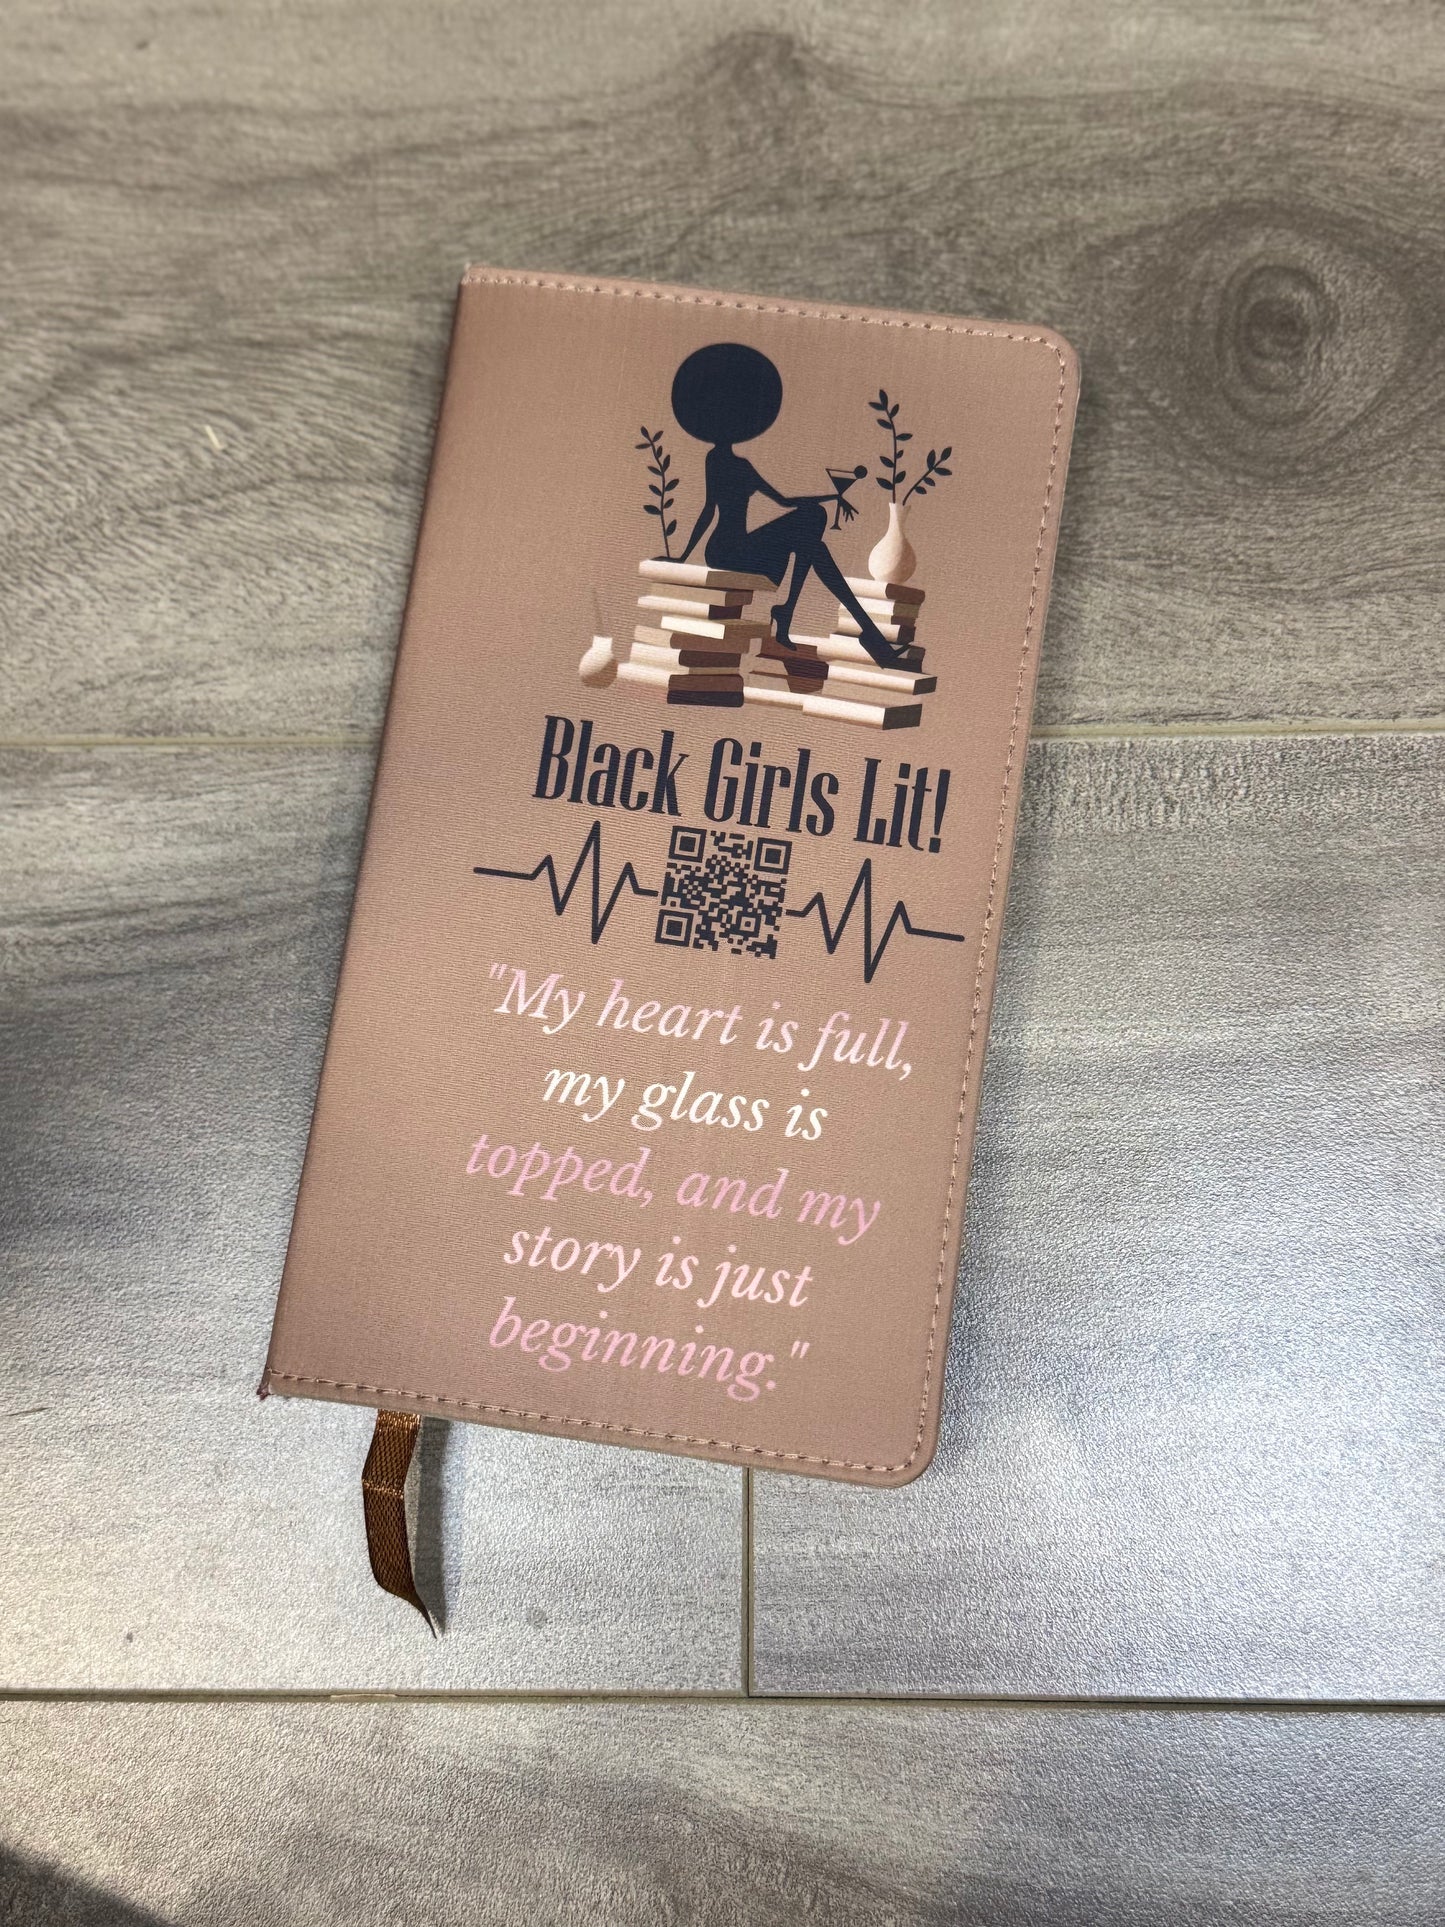 Black Girls Lit!
"My heart is full,
my glass is
topped, and my
story is just
beginning."